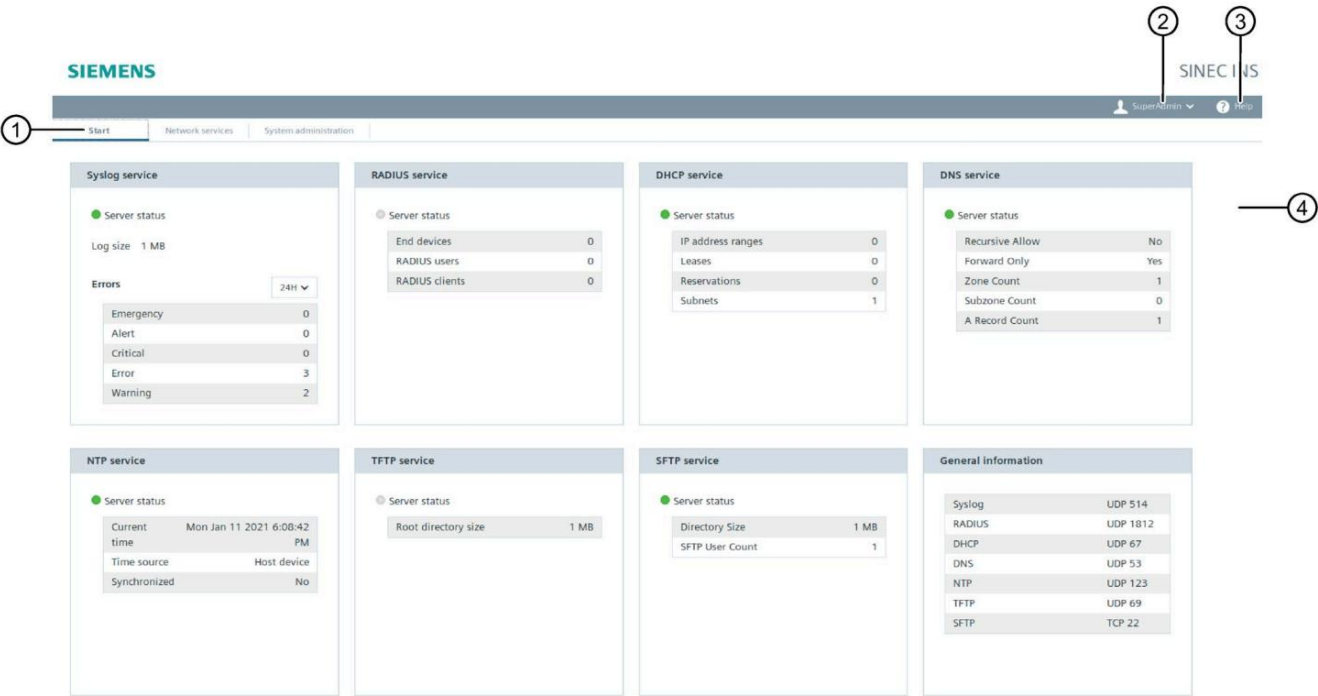 2
3
SIEMENS
SINEC INS
SuperAdmin
? Help
1
Start
Network services
System administration
Syslog service
Server status
Log size 1 MB
Errors
24H
Emergency 0
Alert 0
Critical 0
Error 3
Warning 2
RADIUS service
Server status
End devices 0
RADIUS users 0
RADIUS clients 0
DHCP service
Server status
IP address ranges 0
Leases 0
Reservations 0
Subnets 1
DNS service
Server status
Recursive Allow No
Forward Only Yes
Zone Count 1
Subzone Count 0
A Record Count 1
4
NTP service
Server status
Current Mon Jan 11 2021 6:08:42
time PM
Time source Host device
Synchronized No
TFTP service
Server status
Root directory size 1 MB
SFTP service
Server status
Directory Size 1 MB
SFTP User Count 1
General information
Syslog UDP 514
RADIUS UDP 1812
DHCP UDP 67
DNS UDP 53
NTP UDP 123
TFTP UDP 69
SFTP TCP 22